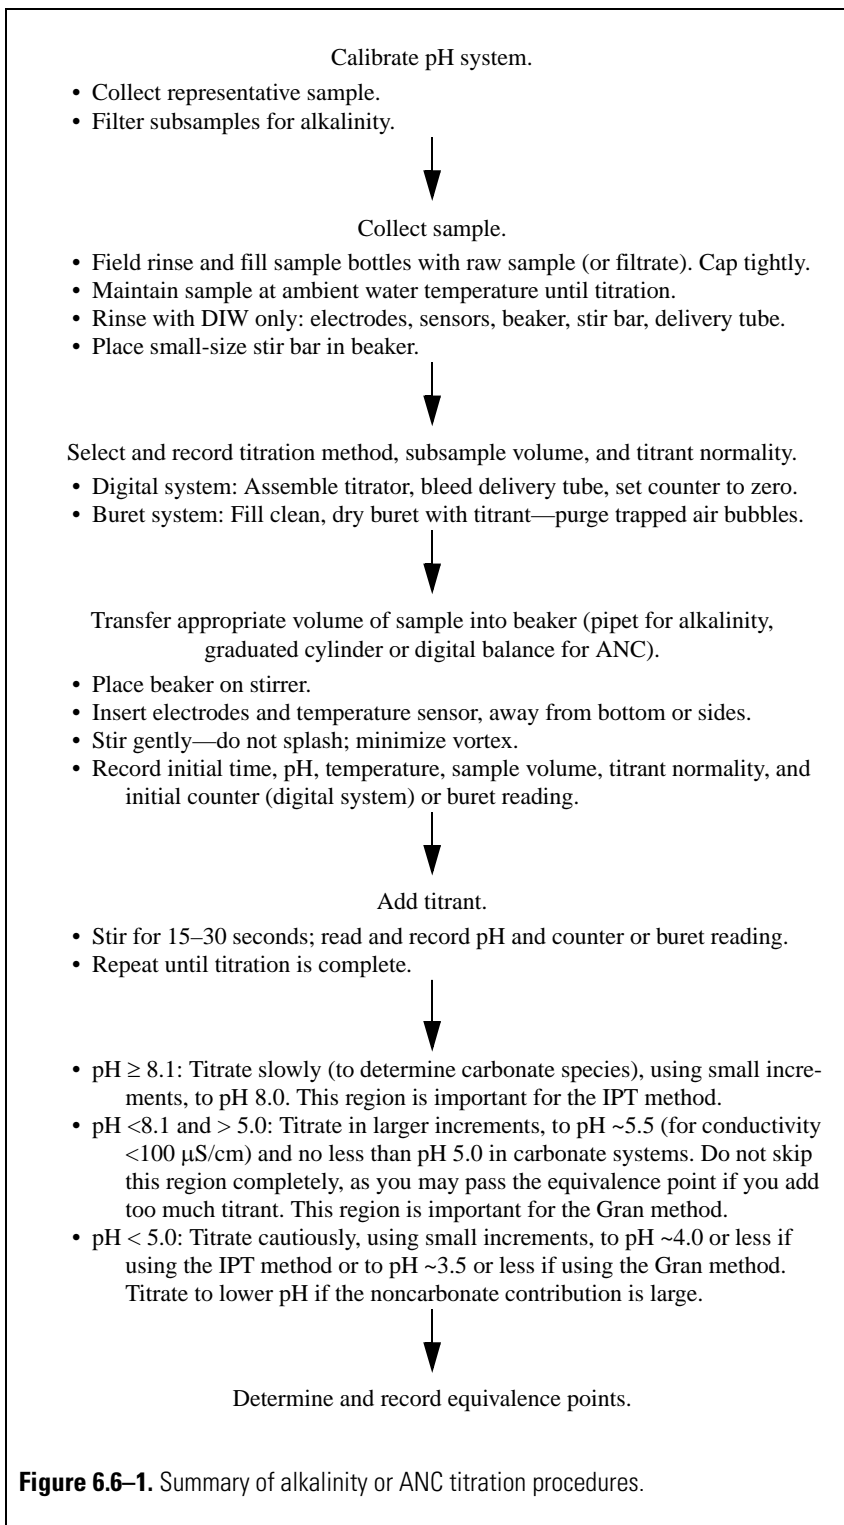 Calibrate pH system.
• Collect representative sample.
• Filter subsamples for alkalinity.
Collect sample.
• Field rinse and fill sample bottles with raw sample (or filtrate). Cap tightly.
• Maintain sample at ambient water temperature until titration.
• Rinse with DIW only: electrodes, sensors, beaker, stir bar, delivery tube.
• Place small-size stir bar in beaker.
Select and record titration method, subsample volume, and titrant normality.
• Digital system: Assemble titrator, bleed delivery tube, set counter to zero.
• Buret system: Fill clean, dry buret with titrant—purge trapped air bubbles.
Transfer appropriate volume of sample into beaker (pipet for alkalinity,
graduated cylinder or digital balance for ANC).
• Place beaker on stirrer.
• Insert electrodes and temperature sensor, away from bottom or sides.
• Stir gently—do not splash; minimize vortex.
• Record initial time, pH, temperature, sample volume, titrant normality, and
initial counter (digital system) or buret reading.
Add titrant.
• Stir for 15–30 seconds; read and record pH and counter or buret reading.
• Repeat until titration is complete.
• pH ≥ 8.1: Titrate slowly (to determine carbonate species), using small incre-
ments, to pH 8.0. This region is important for the IPT method.
• pH <8.1 and > 5.0: Titrate in larger increments, to pH ~5.5 (for conductivity
<100 μS/cm) and no less than pH 5.0 in carbonate systems. Do not skip
this region completely, as you may pass the equivalence point if you add
too much titrant. This region is important for the Gran method.
• pH < 5.0: Titrate cautiously, using small increments, to pH ~4.0 or less if
using the IPT method or to pH ~3.5 or less if using the Gran method.
Titrate to lower pH if the noncarbonate contribution is large.
Determine and record equivalence points.
Figure 6.6–1. Summary of alkalinity or ANC titration procedures.